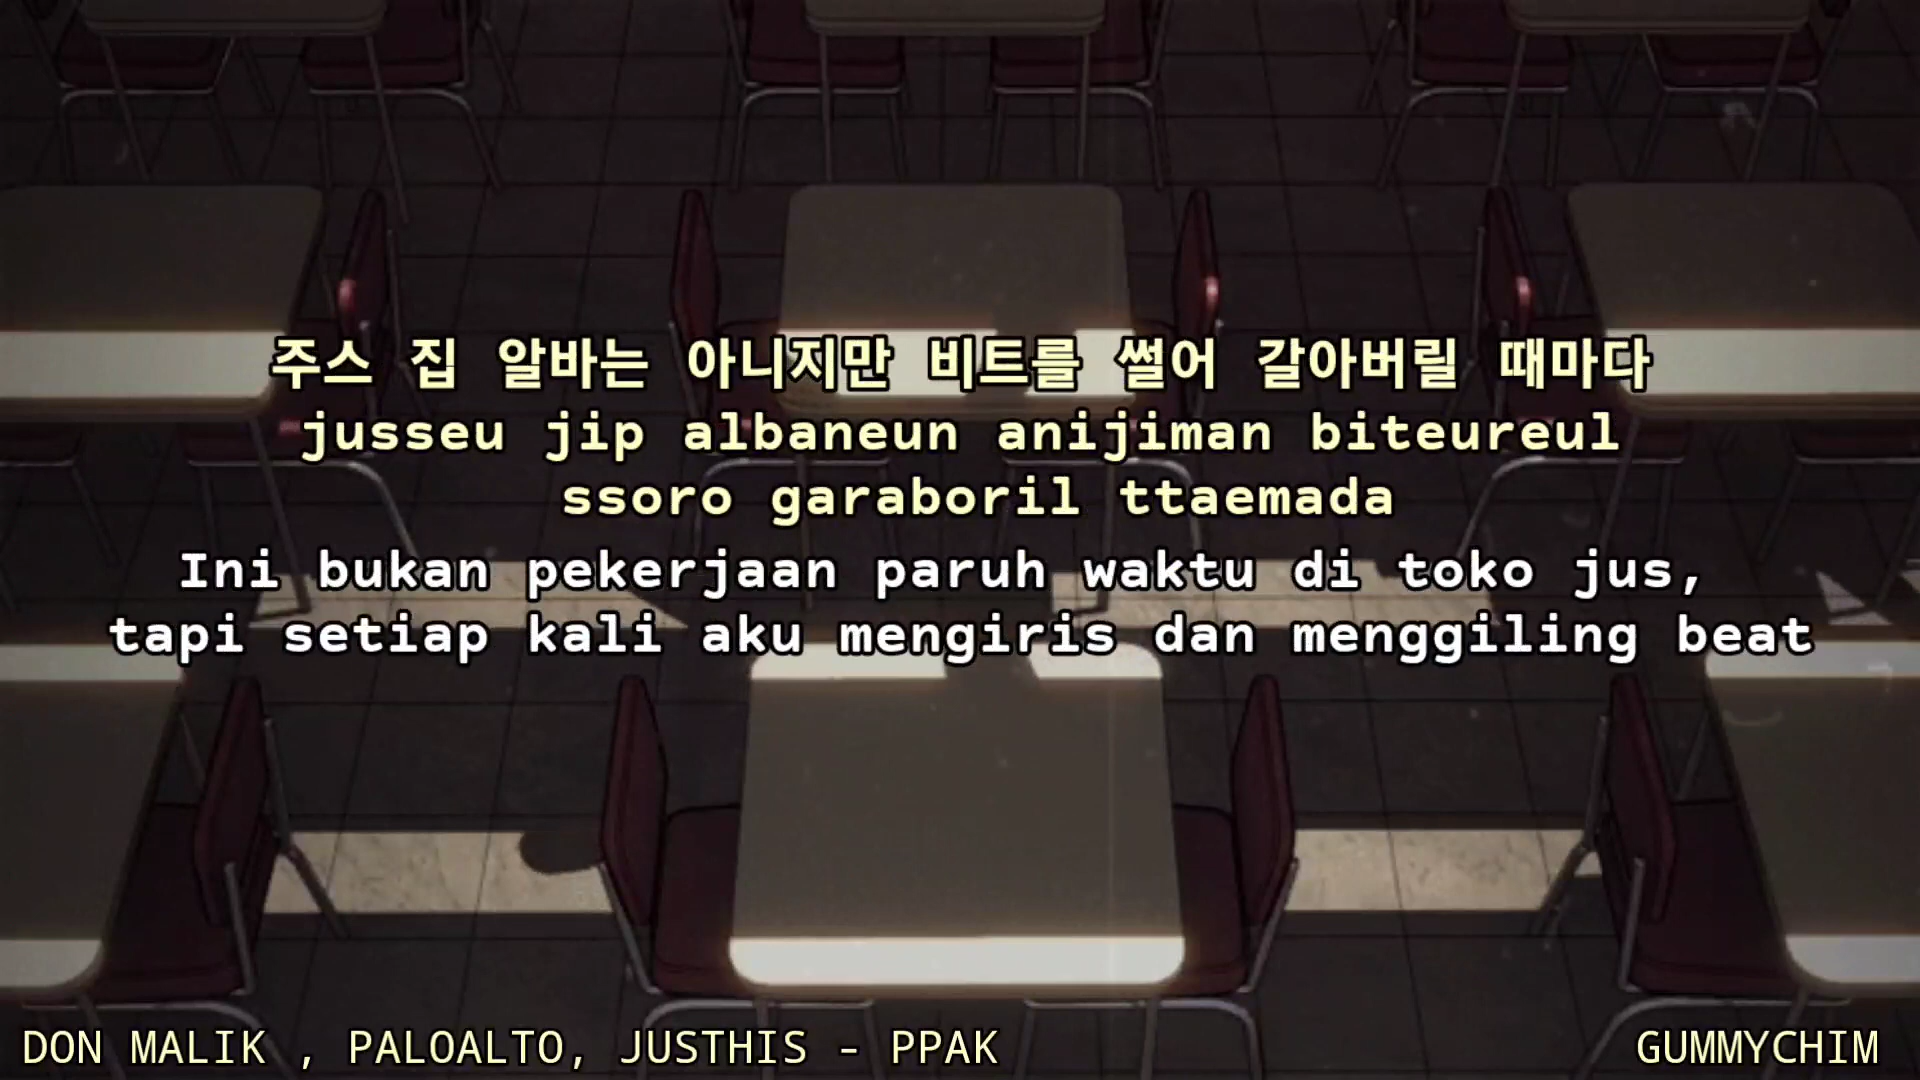 주스 집 알바는 아니지만 비트를 썰어 갈아버릴 때마다
jusseu jip albaneun anijiman biteureul
ssoro garaboril ttaemada
Ini bukan pekerjaan paruh waktu di toko jus,
tapi setiap kali aku mengiris dan menggiling beat
DON MALIK , PALOALTO, JUSTHIS - PPAK
GUMMYCHIM